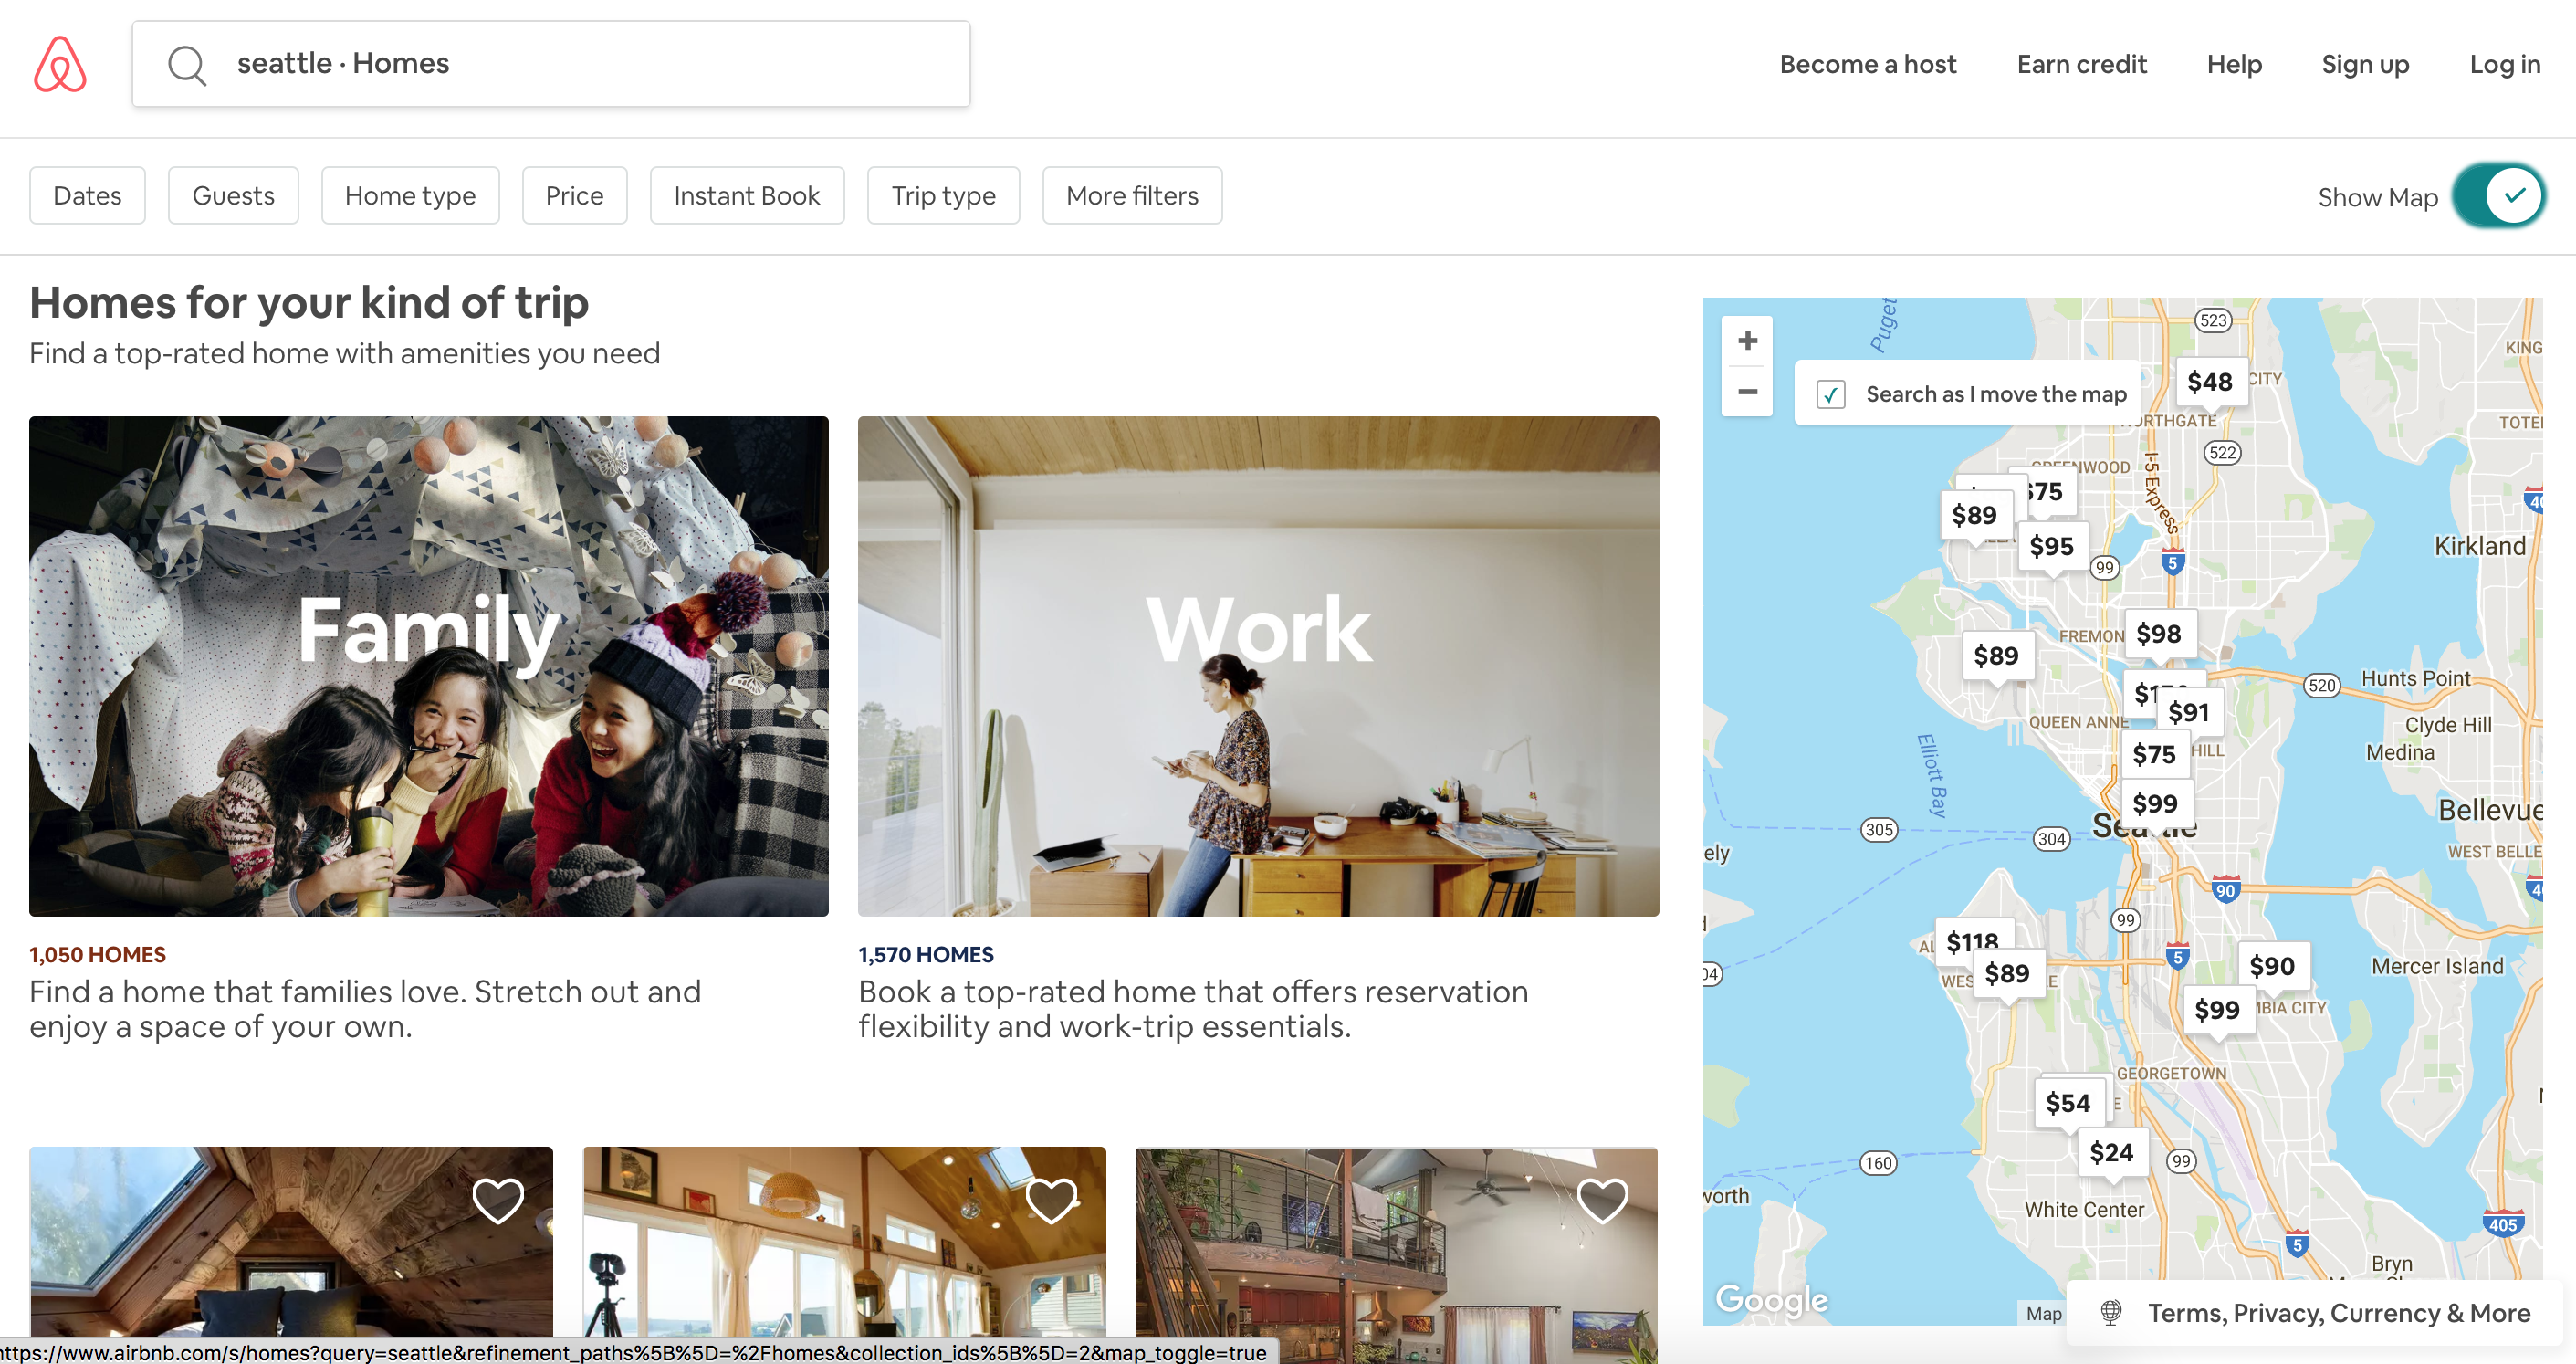 seattle · Homes
Become a host
Earn credit
Help
Sign up
Log in
Dates
Guests
Home type
Price
Instant Book
Trip type
More filters
Show Map
Homes for your kind of trip
Find a top-rated home with amenities you need
Family
Work
1,050 HOMES
Find a home that families love. Stretch out and
enjoy a space of your own.
1,570 HOMES
Book a top-rated home that offers reservation
flexibility and work-trip essentials.
+
−
Search as I move the map
Puget
523
KING
$48
CITY
RTHGATE
TOTE
522
WOOD
I-5 Express
$75
$89
$95
99
5
Kirkland
FREMON
$98
$89
520
Hunts Point
$91
QUEEN ANNE
Clyde Hill
$75
HILL
Medina
Elliott Bay
$99
Bellevue
305
304
ely
WEST BELLE
90
99
$118
$89
WES
E
5
$90
Mercer Island
$99
BIA CITY
GEORGETOWN
$54
E
$24
160
99
worth
White Center
405
5
Bryn
Google
Map
Terms, Privacy, Currency & More
https://www.airbnb.com/s/homes?query=seattle&refinement_paths%5B%5D=%2Fhomes&collection_ids%5B%5D=2&map_toggle=true